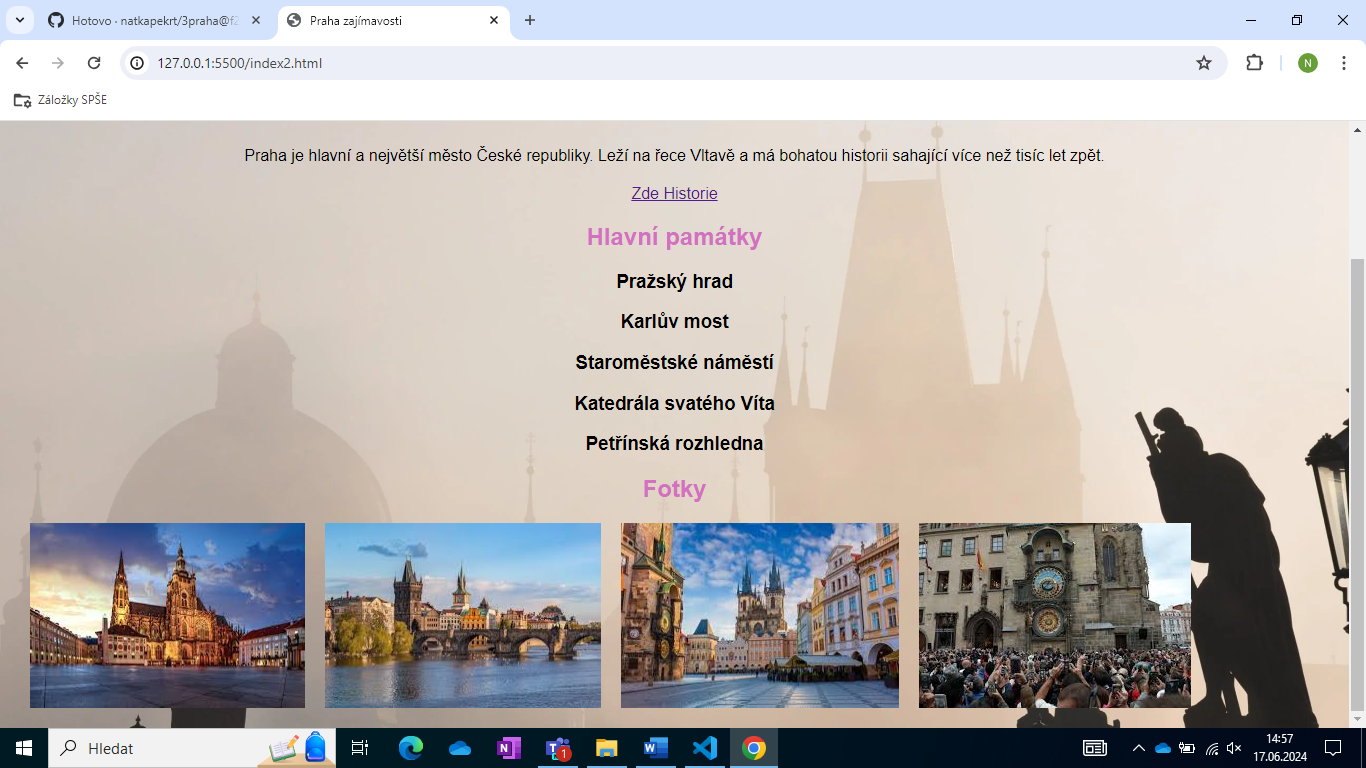 Hotovo · natkapekrt/3praha@f2
Praha zajímavosti
127.0.0.1:5500/index2.html
N
Záložky SPŠE
Praha je hlavní a největší město České republiky. Leží na řece Vltavě a má bohatou historii sahající více než tisíc let zpět.
Zde Historie
Hlavní památky
Pražský hrad
Karlův most
Staroměstské náměstí
Katedrála svatého Víta
Petřínská rozhledna
Fotky
Hledat
1
14:57
17.06.2024